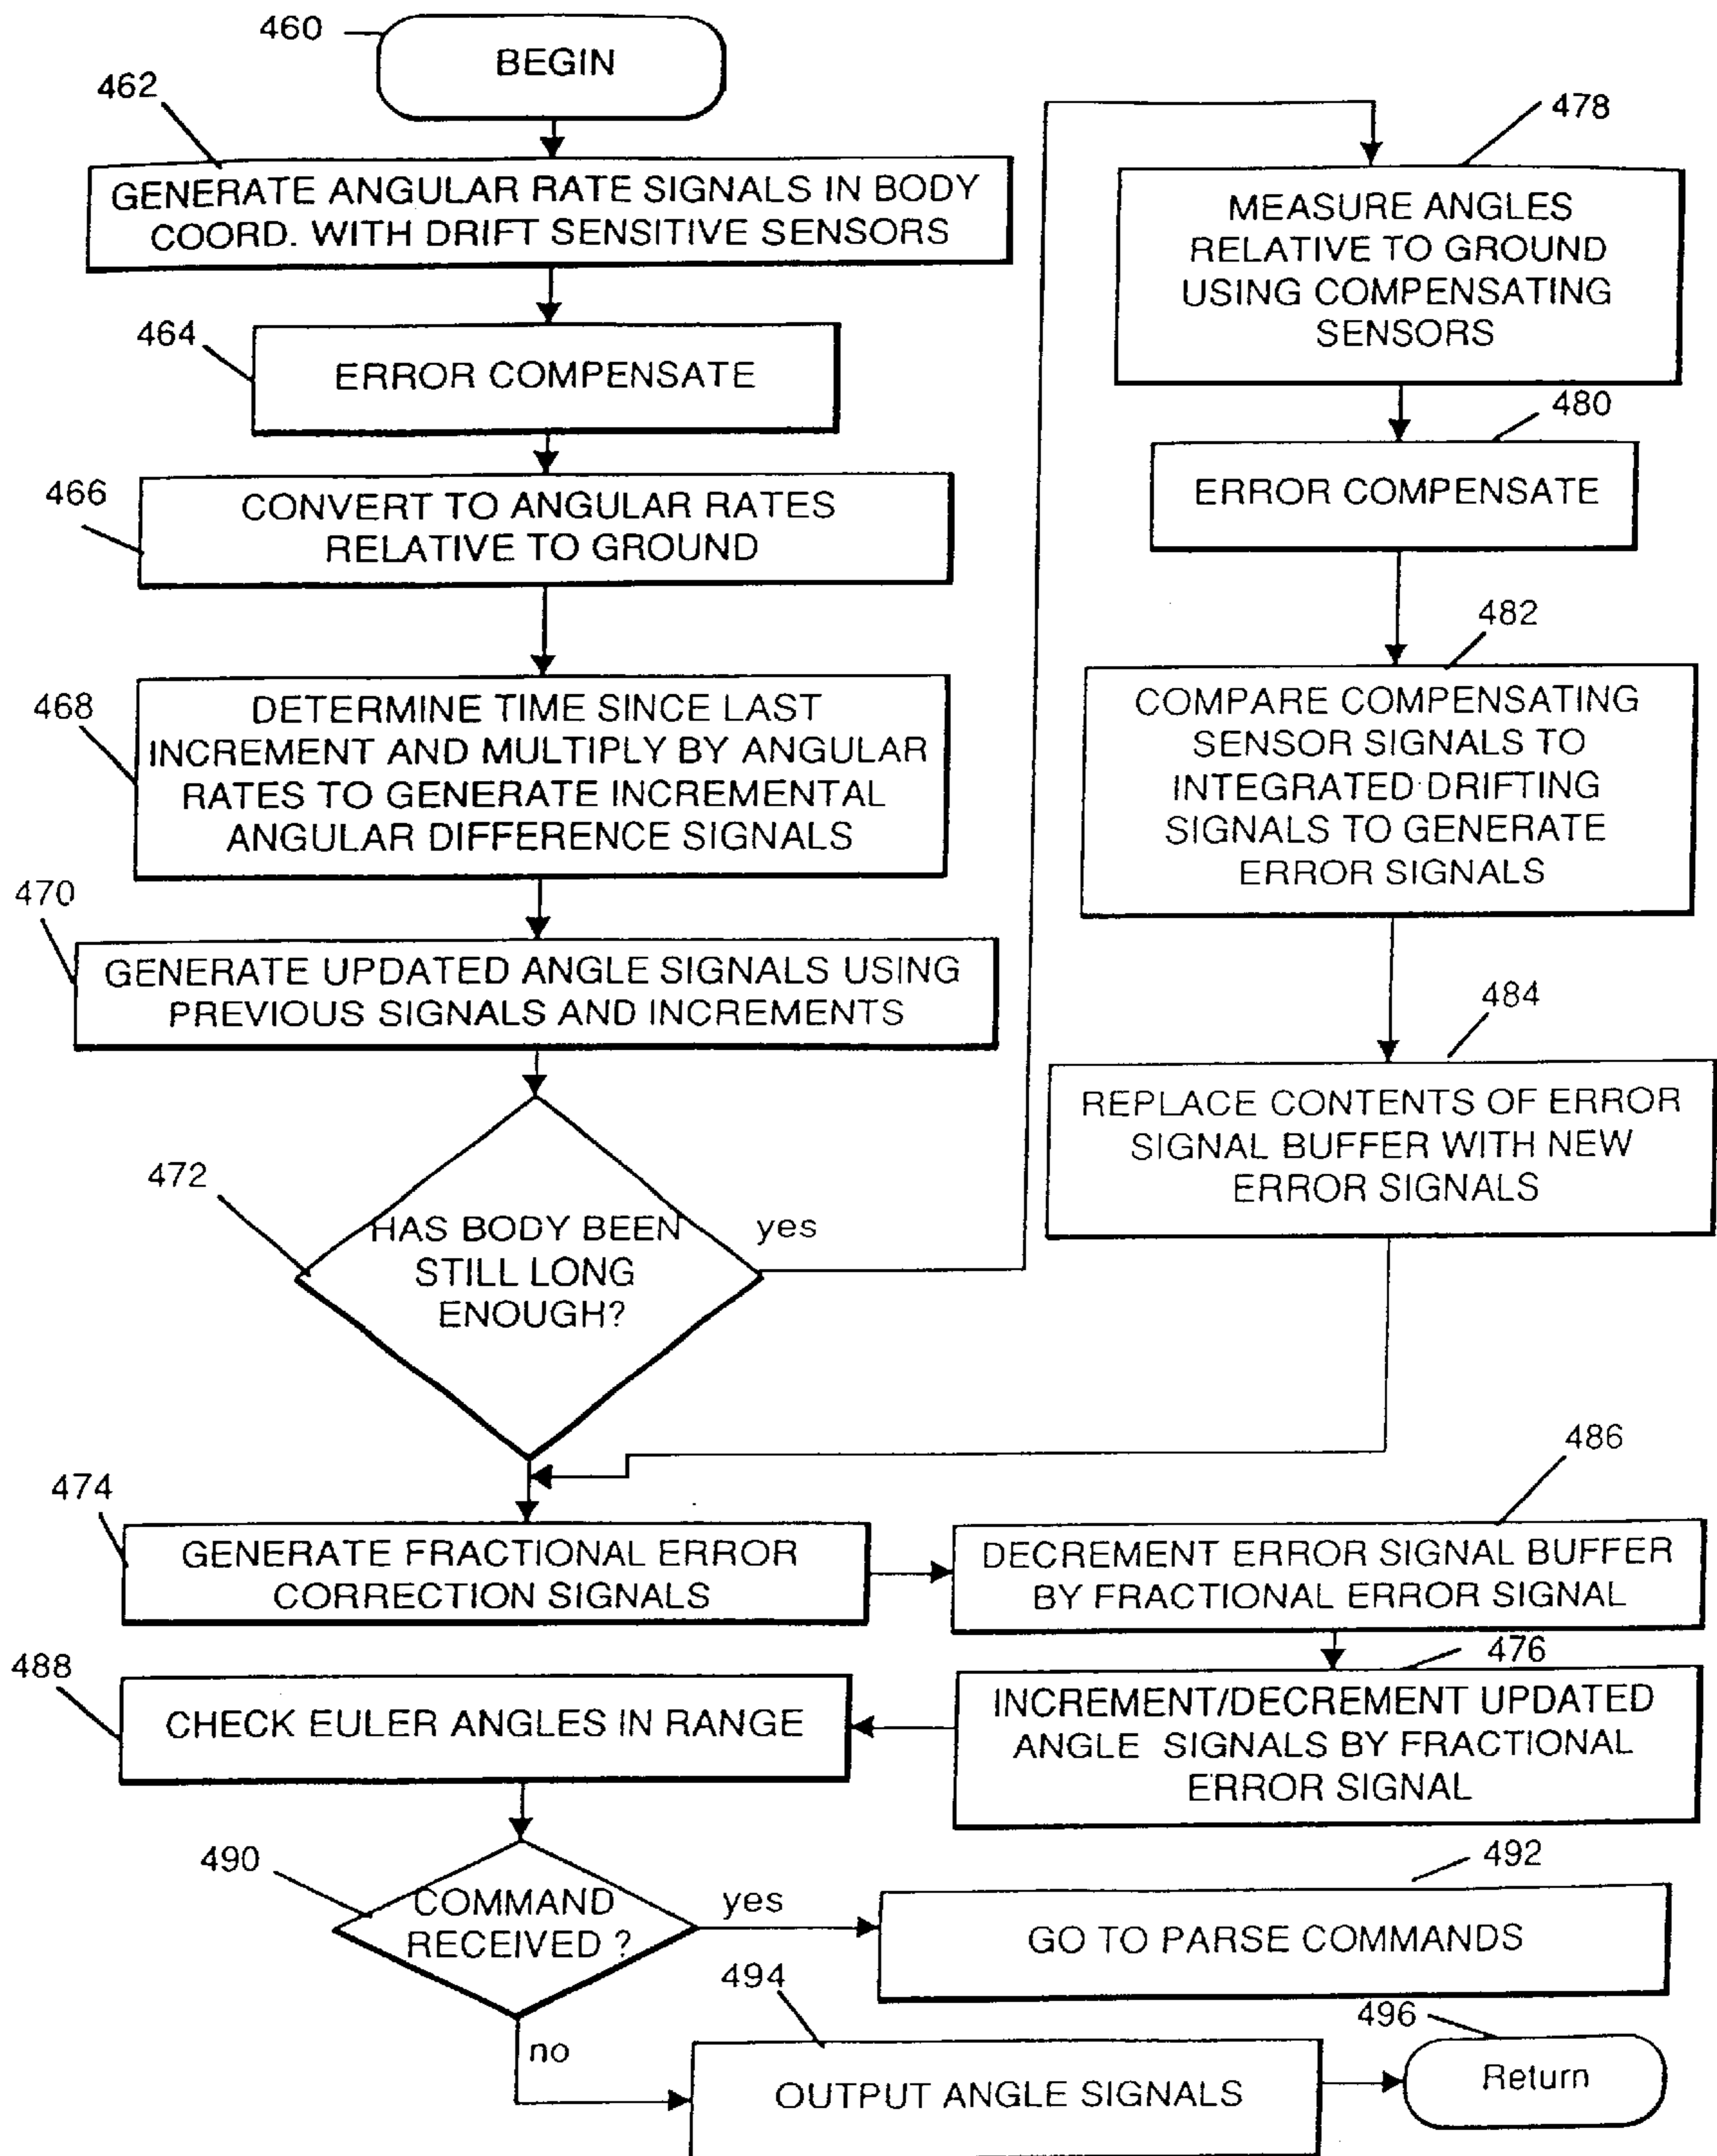 460
BEGIN
462
GENERATE ANGULAR RATE SIGNALS IN BODY
COORD. WITH DRIFT SENSITIVE SENSORS
464
ERROR COMPENSATE
466
CONVERT TO ANGULAR RATES
RELATIVE TO GROUND
468
DETERMINE TIME SINCE LAST
INCREMENT AND MULTIPLY BY ANGULAR
RATES TO GENERATE INCREMENTAL
ANGULAR DIFFERENCE SIGNALS
470
GENERATE UPDATED ANGLE SIGNALS USING
PREVIOUS SIGNALS AND INCREMENTS
472
HAS BODY BEEN
STILL LONG
ENOUGH?
yes
478
MEASURE ANGLES
RELATIVE TO GROUND
USING COMPENSATING
SENSORS
480
ERROR COMPENSATE
482
COMPARE COMPENSATING
SENSOR SIGNALS TO
INTEGRATED DRIFTING
SIGNALS TO GENERATE
ERROR SIGNALS
484
REPLACE CONTENTS OF ERROR
SIGNAL BUFFER WITH NEW
ERROR SIGNALS
474
GENERATE FRACTIONAL ERROR
CORRECTION SIGNALS
486
DECREMENT ERROR SIGNAL BUFFER
BY FRACTIONAL ERROR SIGNAL
476
INCREMENT/DECREMENT UPDATED
ANGLE SIGNALS BY FRACTIONAL
ERROR SIGNAL
488
CHECK EULER ANGLES IN RANGE
490
COMMAND
RECEIVED ?
yes
492
GO TO PARSE COMMANDS
no
494
OUTPUT ANGLE SIGNALS
496
Return